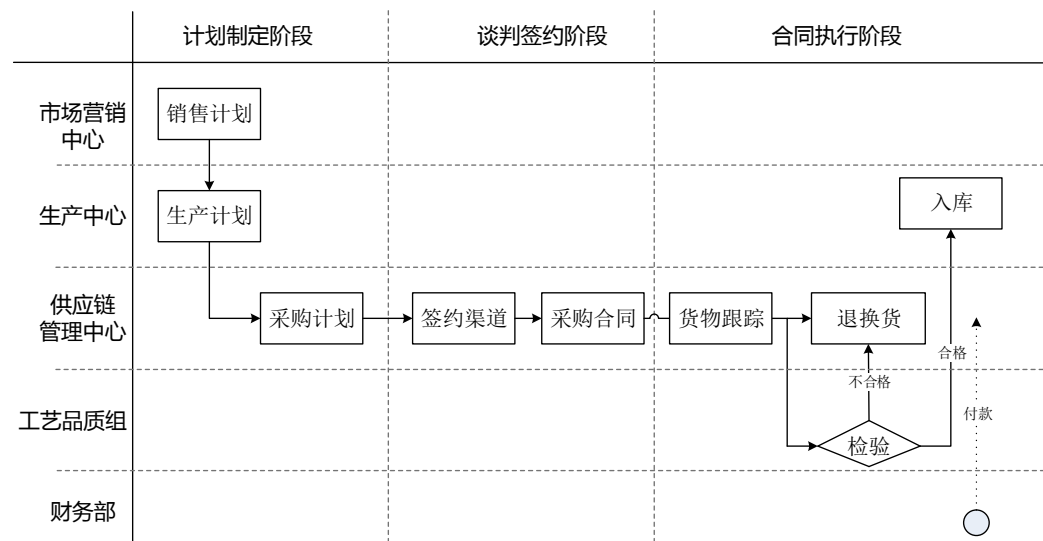 计划制定阶段
谈判签约阶段
合同执行阶段
市场营销
中心
销售计划
生产中心
生产计划
入库
供应链
管理中心
采购计划
签约渠道
采购合同
货物跟踪
退换货
合格
不合格
工艺品质组
检验
付款
财务部